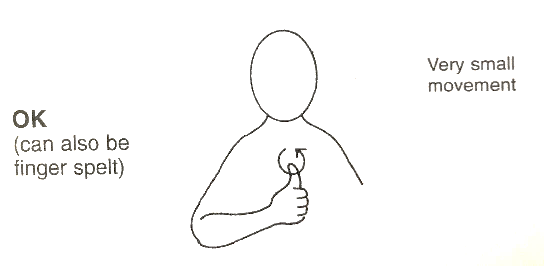 OK
(can also be
finger spelt)
Very small
movement